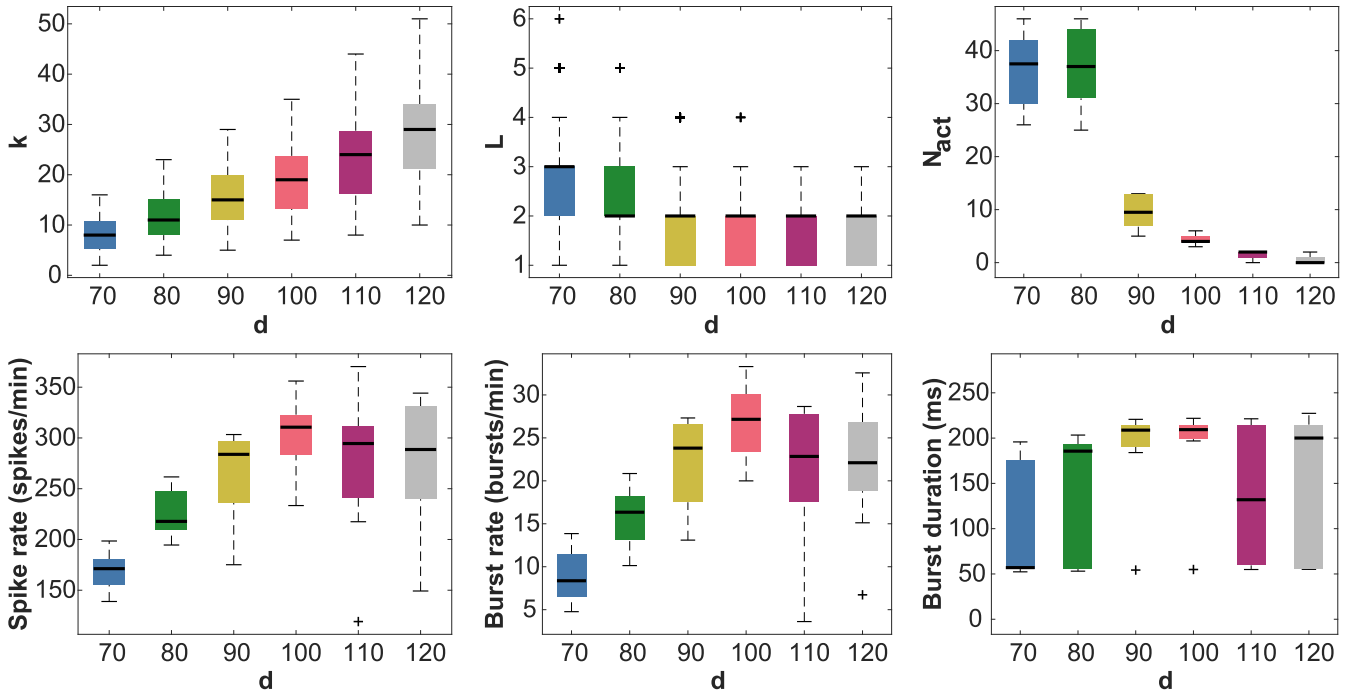 k
50
40
30
20
10
0
70 80 90 100 110 120
d
L
6
5
4
3
2
1
70 80 90 100 110 120
d
N_act
40
30
20
10
0
70 80 90 100 110 120
d
Spike rate (spikes/min)
350
300
250
200
150
70 80 90 100 110 120
d
Burst rate (bursts/min)
30
25
20
15
10
5
70 80 90 100 110 120
d
Burst duration (ms)
250
200
150
100
50
0
70 80 90 100 110 120
d